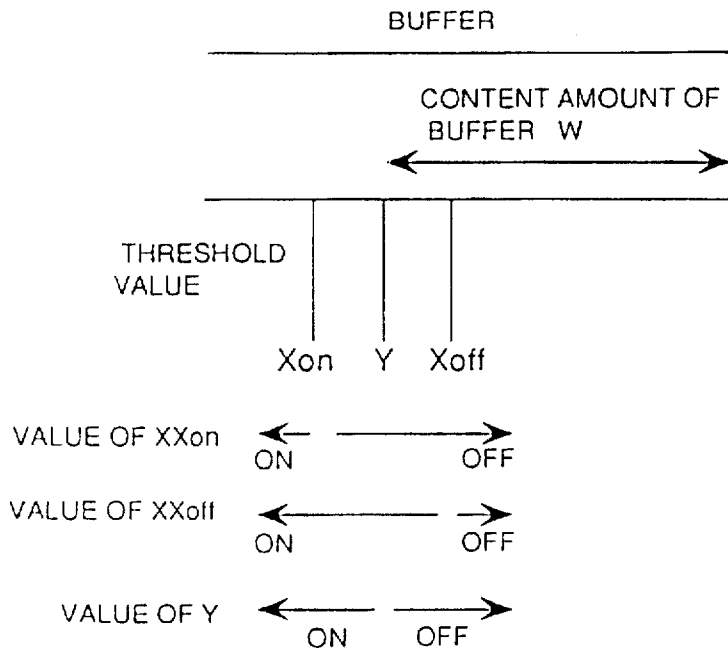 BUFFER
CONTENT AMOUNT OF
BUFFER W
THRESHOLD
VALUE
Xon Y Xoff
VALUE OF XXon
ON OFF
VALUE OF XXoff
ON OFF
VALUE OF Y
ON OFF